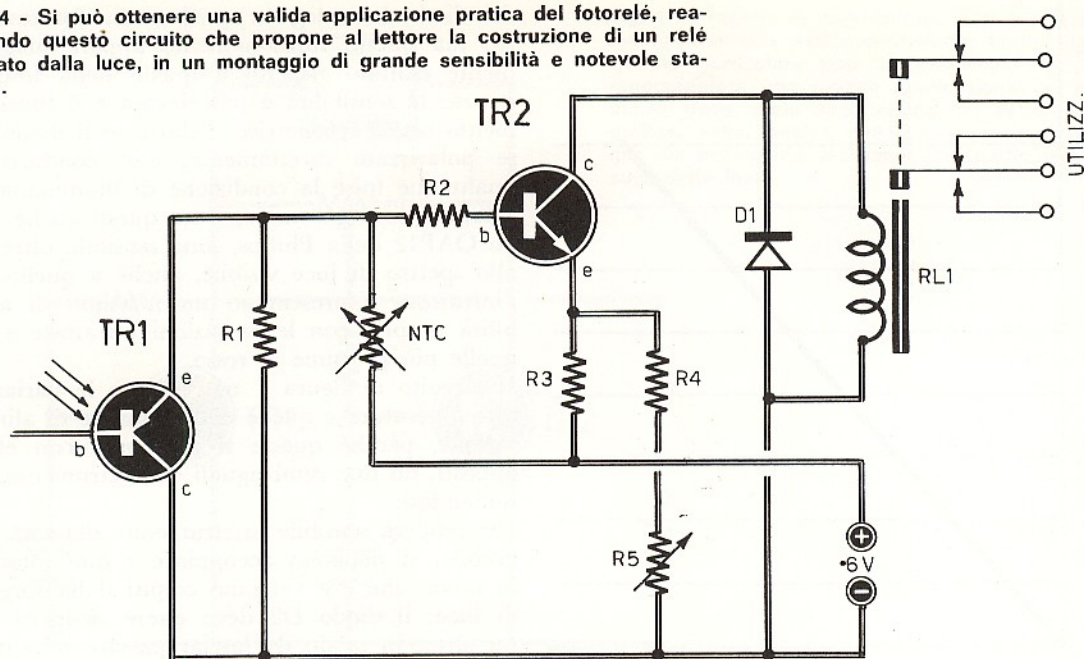 4 - Si può ottenere una valida applicazione pratica del fotorelé, rea-
ndo questo circuito che propone al lettore la costruzione di un relé
ato dalla luce, in un montaggio di grande sensibilità e notevole sta-
.
TR2
c
b
e
R2
D1
RL1
UTILIZZ.
TR1
e
b
c
R1
NTC
R3
R4
R5
+
6V
−